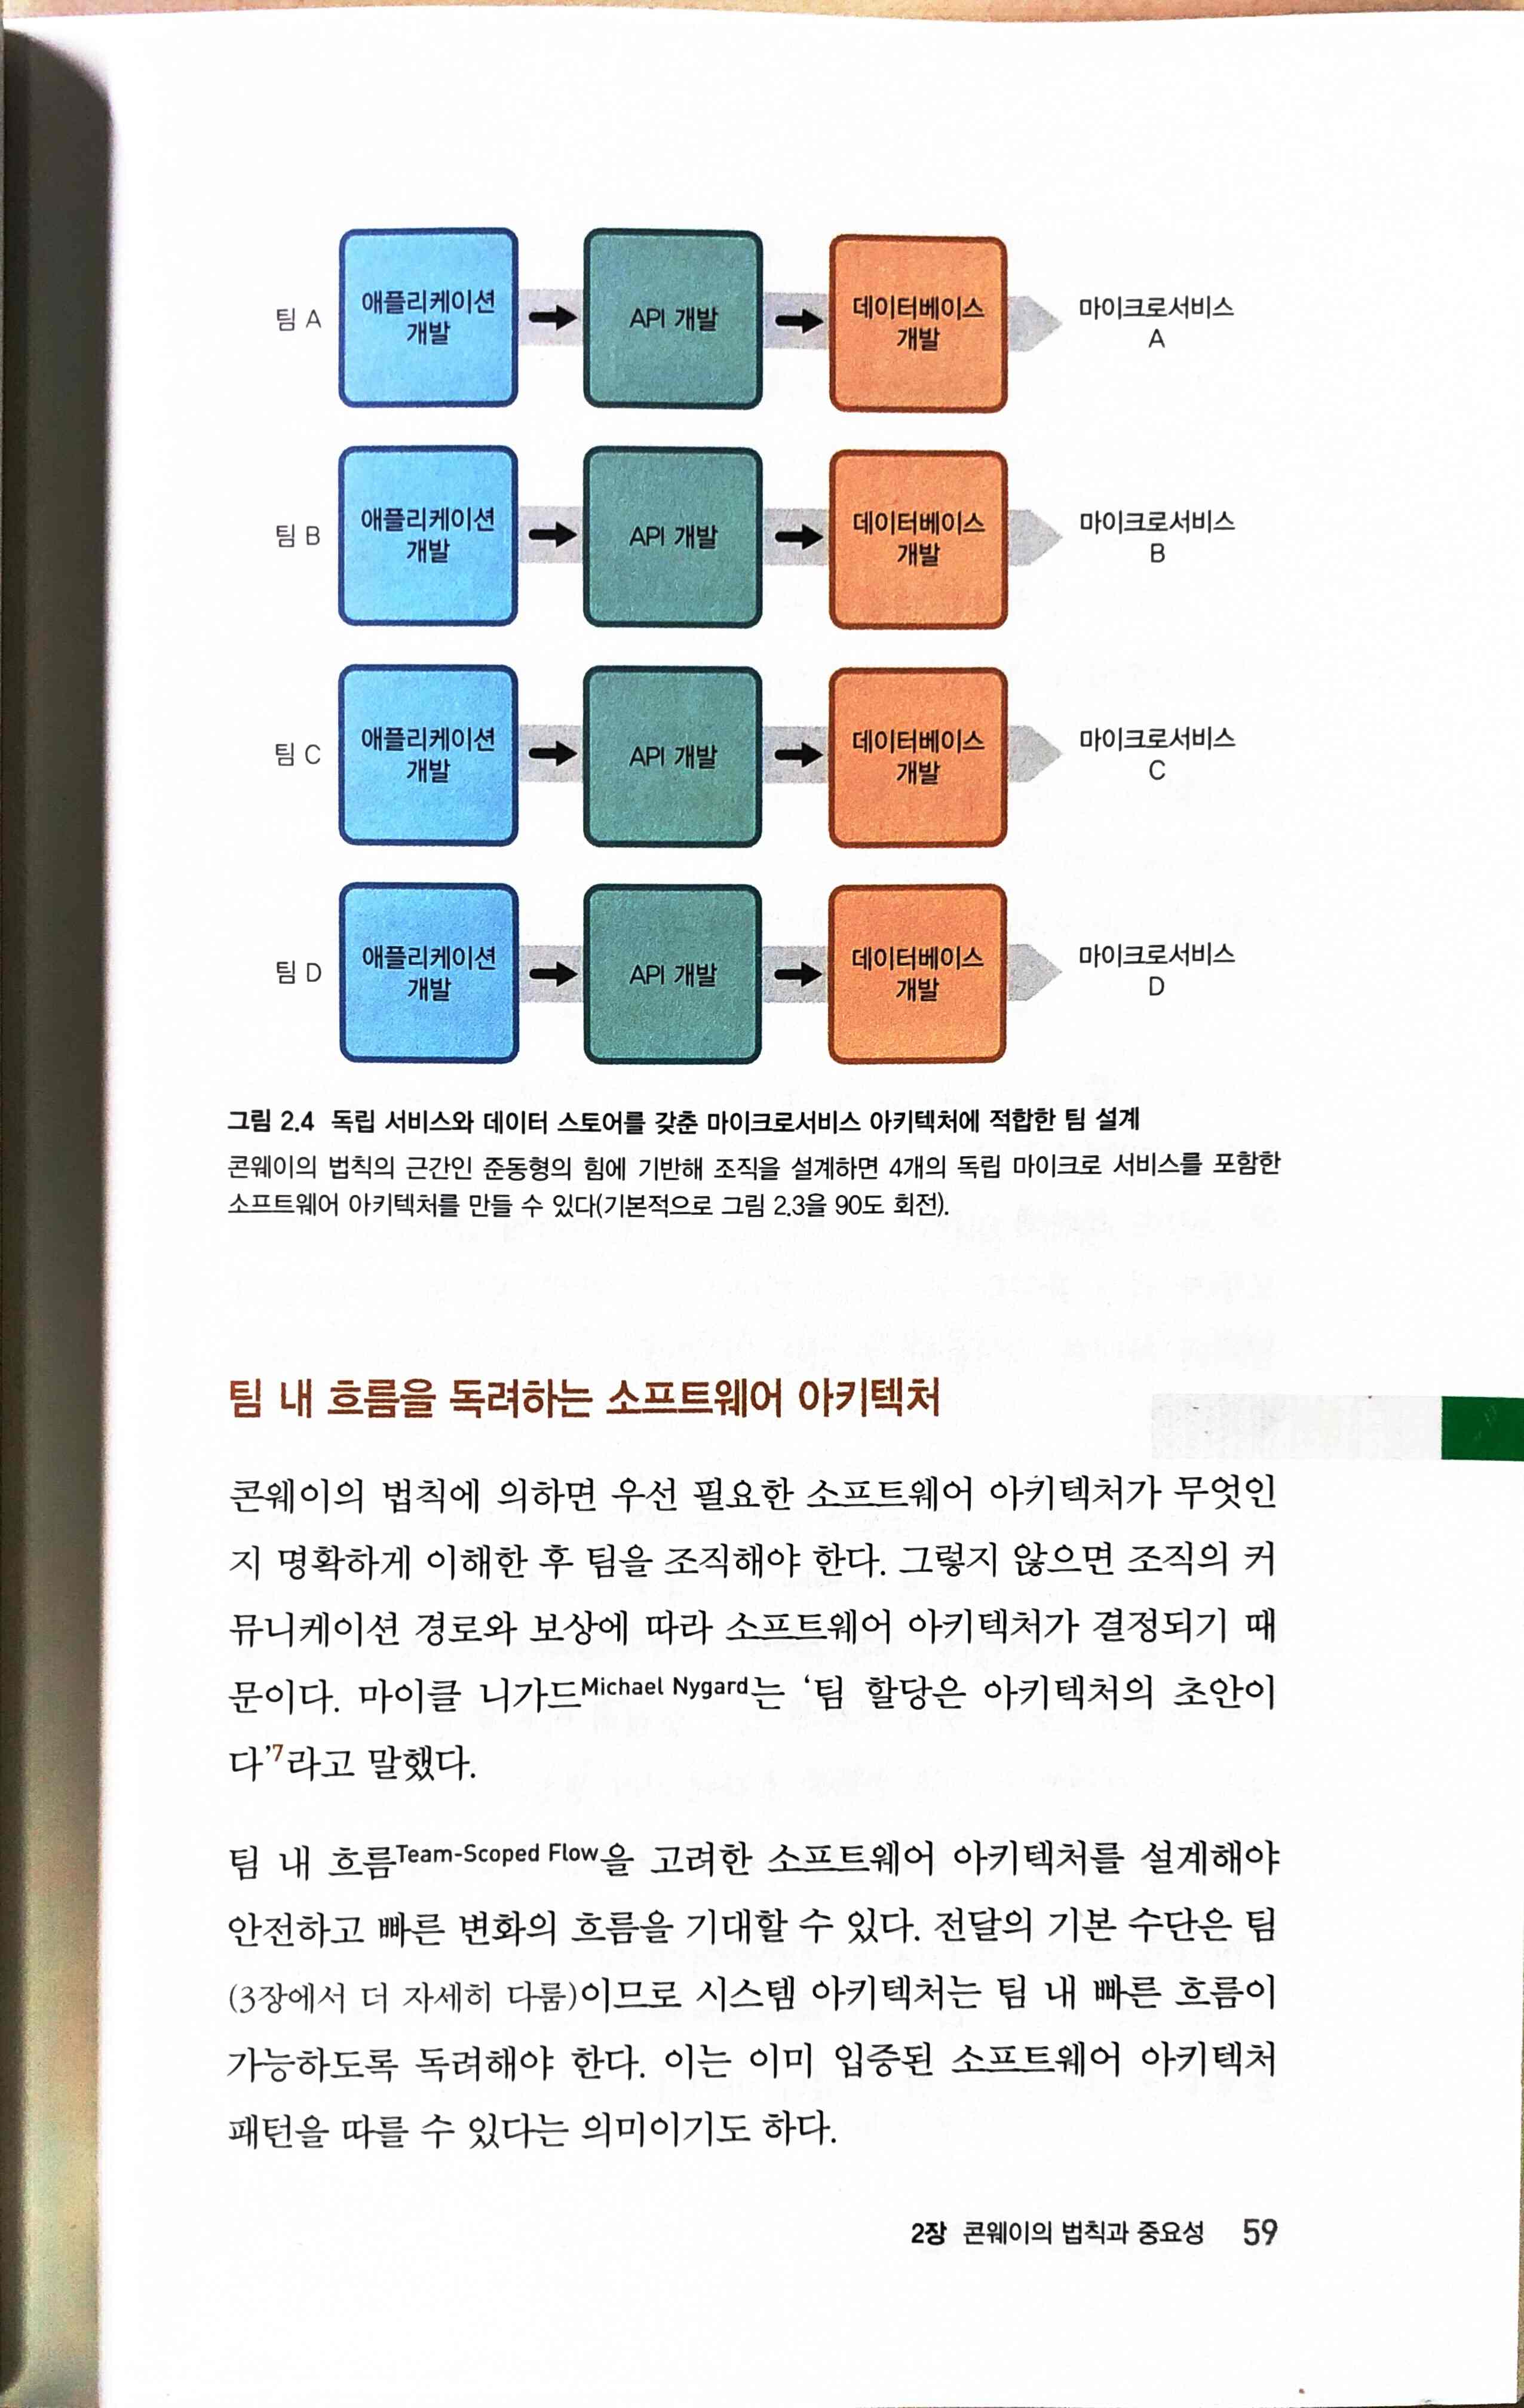 팀 A
애플리케이션
개발
API 개발
데이터베이스
개발
마이크로서비스
A
팀 B
애플리케이션
개발
API 개발
데이터베이스
개발
마이크로서비스
B
팀 C
애플리케이션
개발
API 개발
데이터베이스
개발
마이크로서비스
C
팀 D
애플리케이션
개발
API 개발
데이터베이스
개발
마이크로서비스
D
그림 2.4 독립 서비스와 데이터 스토어를 갖춘 마이크로서비스 아키텍처에 적합한 팀 설계
콘웨이의 법칙의 근간인 준동형의 힘에 기반해 조직을 설계하면 4개의 독립 마이크로 서비스를 포함한
소프트웨어 아키텍처를 만들 수 있다(기본적으로 그림 2.3을 90도 회전).
팀 내 흐름을 독려하는 소프트웨어 아키텍처
콘웨이의 법칙에 의하면 우선 필요한 소프트웨어 아키텍처가 무엇인
지 명확하게 이해한 후 팀을 조직해야 한다. 그렇지 않으면 조직의 커
뮤니케이션 경로와 보상에 따라 소프트웨어 아키텍처가 결정되기 때
문이다. 마이클 니가드Michael Nygard는 ‘팀 할당은 아키텍처의 초안이
다’7라고 말했다.
팀 내 흐름Team-Scoped Flow을 고려한 소프트웨어 아키텍처를 설계해야
안전하고 빠른 변화의 흐름을 기대할 수 있다. 전달의 기본 수단은 팀
(3장에서 더 자세히 다룸)이므로 시스템 아키텍처는 팀 내 빠른 흐름이
가능하도록 독려해야 한다. 이는 이미 입증된 소프트웨어 아키텍처
패턴을 따를 수 있다는 의미이기도 하다.
2장 콘웨이의 법칙과 중요성 59